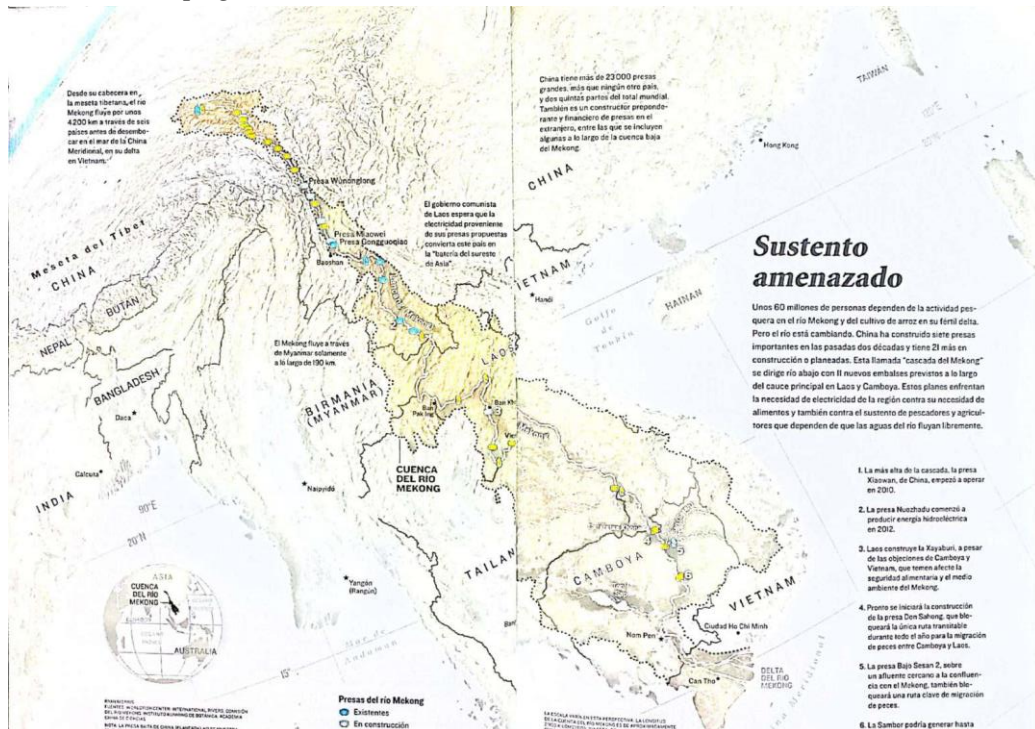 Desde su cabecera en
la meseta tibetana, el río
Mekong fluye por unos
4200 km a través de seis
países antes de desembo-
car en el mar de la China
Meridional, en su delta
en Vietnam.
China tiene más de 23 000 presas
grandes, más que ningún otro país,
y dos quintas partes del total mundial.
También es un constructor preponde-
rante y financiero de presas en el
extranjero, entre las que se incluyen
algunas a lo largo de la cuenca baja
del Mekong.
TAIWÁN
Hong Kong
CHINA
Presa Wunonglong
El gobierno comunista
de Laos espera que la
electricidad proveniente
de sus presas propuestas
convierta este país en
la "batería del sureste
de Asia".
Presa Miaowei
Presa Gongguoqiao
Baoshan
Meseta del Tíbet
CHINA
BUTÁN
NEPAL
BANGLADESH
Daca
Calcuta
INDIA
90°E
20°N
El Mekong fluye a través
de Myanmar solamente
a lo largo de 190 km.
BIRMANIA
(MYANMAR)
VIETNAM
Hanói
HAINAN
Golfo
de
Tonkín
LAOS
Ban
Pak Ing
CUENCA
DEL RÍO
MEKONG
Naipyidó
Yangón
(Rangún)
Mar de
Andamán
15°
TAILAN
CAMBOYA
6
VIETNAM
Nom Pen
Ciudad Ho Chi Minh
Can Tho
DELTA
DEL RÍO
MEKONG
Sustento
amenazado
Unos 60 millones de personas dependen de la actividad pes-
quera en el río Mekong y del cultivo de arroz en su fértil delta.
Pero el río está cambiando. China ha construido siete presas
importantes en las pasadas dos décadas y tiene 21 más en
construcción o planeadas. Esta llamada "cascada del Mekong"
se dirige río abajo con 11 nuevos embalses previstos a lo largo
del cauce principal en Laos y Camboya. Estos planes enfrentan
la necesidad de electricidad de la región contra su necesidad de
alimentos y también contra el sustento de pescadores y agricul-
tores que dependen de que las aguas del río fluyan libremente.
1. La más alta de la cascada, la presa
Xiaowan, de China, empezó a operar
en 2010.
2. La presa Nuozhadu comenzó a
producir energía hidroeléctrica
en 2012.
3. Laos construye la Xayaburi, a pesar
de las objeciones de Camboya y
Vietnam, que temen afecte la
seguridad alimentaria y el medio
ambiente del Mekong.
4. Pronto se iniciará la construcción
de la presa Don Sahong, que blo-
queará la única ruta transitable
durante todo el año para la migración
de peces entre Camboya y Laos.
5. La presa Bajo Sesan 2, sobre
un afluente cercano a la confluen-
cia con el Mekong, también blo-
queará una ruta clave de migración
de peces.
6. La Sambor podría generar hasta
ASIA
CUENCA
DEL RÍO
MEKONG
AUSTRALIA
Presas del río Mekong
Existentes
En construcción